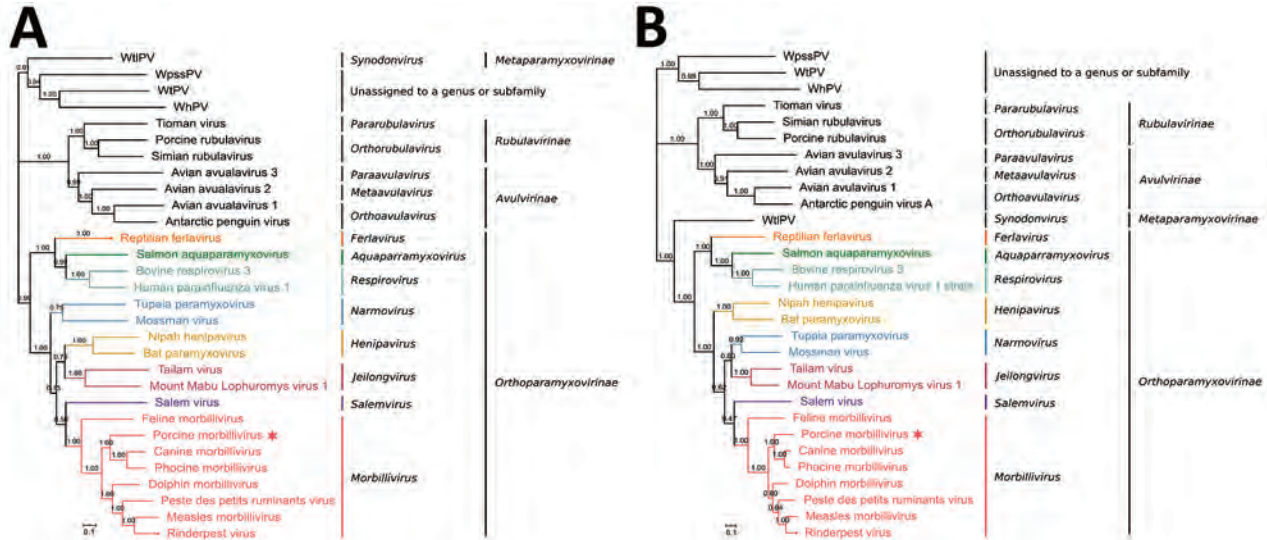 A
WtlPV
WpssPV
WtPV
WhPV
Tioman virus
Porcine rubulavirus
Simian rubulavirus
Avian avualavirus 3
Avian avualavirus 2
Avian avualavirus 1
Antarctic penguin virus
Reptilian ferlavirus
Salmon aquaparamyxovirus
Bovine respirovirus 3
Human parainfluenza virus 1
Tupaia paramyxovirus
Mossman virus
Nipah henipavirus
Bat paramyxovirus
Tailam virus
Mount Mabu Lophuromys virus 1
Salem virus
Feline morbillivirus
Porcine morbillivirus
Canine morbillivirus
Phocine morbillivirus
Dolphin morbillivirus
Peste des petits ruminants virus
Measles morbillivirus
Rinderpest virus
0.1
Synodonvirus
Unassigned to a genus or subfamily
Pararubulavirus
Orthorubulavirus
Paraavulavirus
Metaavulavirus
Orthoavulavirus
Ferlavirus
Aquaparramyxovirus
Respirovirus
Narmovirus
Henipavirus
Jeilongvirus
Salemvirus
Morbillivirus
Metaparamyxovirinae
Rubulavirinae
Avulvirinae
Orthoparamyxovirinae
B
WpssPV
WtPV
WhPV
Tioman virus
Simian rubulavirus
Porcine rubulavirus
Avian avulavirus 3
Avian avulavirus 2
Avian avulavirus 1
Antarctic penguin virus A
WtlPV
Reptilian ferlavirus
Salmon aquaparamyxovirus
Bovine respirovirus 3
Human parainfluenza virus 1 strain
Nipah henipavirus
Bat paramyxovirus
Tupaia paramyxovirus
Mossman virus
Tailam virus
Mount Mabu Lophuromys virus 1
Salem virus
Feline morbillivirus
Porcine morbillivirus
Canine morbillivirus
Phocine morbillivirus
Dolphin morbillivirus
Peste des petits ruminants virus
Measles morbillivirus
Rinderpest virus
0.1
Unassigned to a genus or subfamily
Pararubulavirus
Orthorubulavirus
Paraavulavirus
Metaavulavirus
Orthoavulavirus
Synodonvirus
Ferlavirus
Aquaparramyxovirus
Respirovirus
Henipavirus
Narmovirus
Jeilongvirus
Salemvirus
Morbillivirus
Rubulavirinae
Avulvirinae
Metaparamyxovirinae
Orthoparamyxovirinae